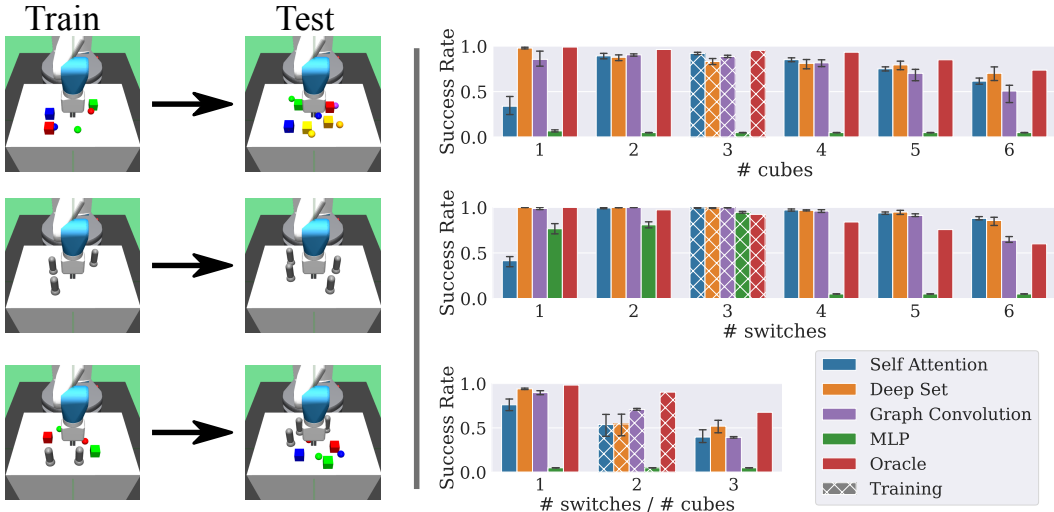 Train
Test
Success Rate
1.0
0.5
0.0
1 2 3 4 5 6
# cubes
Success Rate
1.0
0.5
0.0
1 2 3 4 5 6
# switches
Success Rate
1.0
0.5
0.0
1 2 3
# switches / # cubes
Self Attention
Deep Set
Graph Convolution
MLP
Oracle
Training